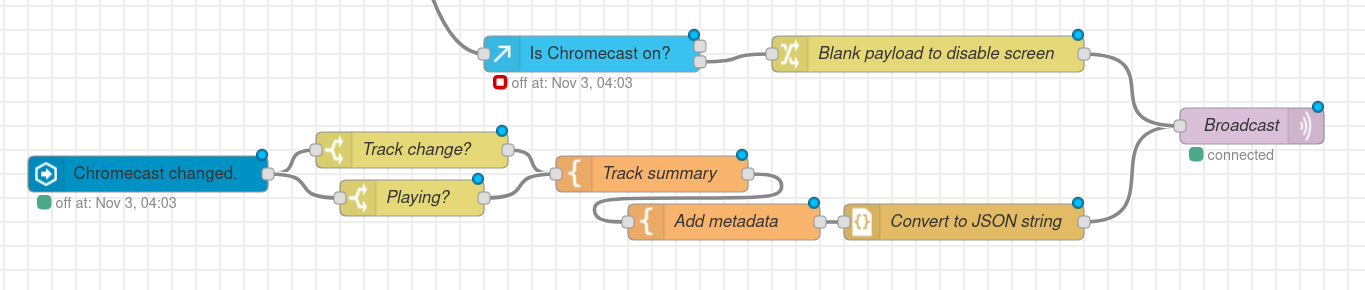 Is Chromecast on?
Blank payload to disable screen
off at: Nov 3, 04:03
Broadcast
connected
Track change?
Chromecast changed.
Track summary
Playing?
off at: Nov 3, 04:03
Add metadata
Convert to JSON string